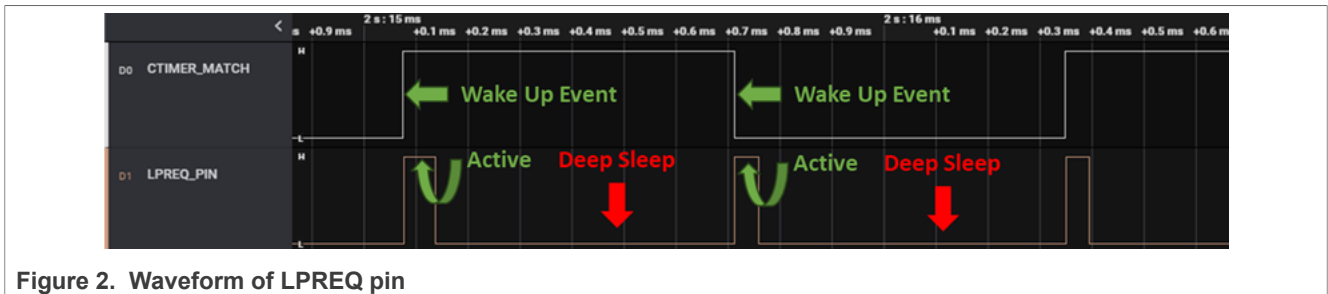 2 s : 15 ms 2 s : 16 ms
s +0.9 ms +0.1 ms +0.2 ms +0.3 ms +0.4 ms +0.5 ms +0.6 ms +0.7 ms +0.8 ms +0.9 ms +0.1 ms +0.2 ms +0.3 ms +0.4 ms +0.5 ms +0.6 m
H
D0 CTIMER_MATCH
Wake Up Event Wake Up Event
L
H
Active Deep Sleep Active Deep Sleep
D1 LPREQ_PIN
L
Figure 2. Waveform of LPREQ pin